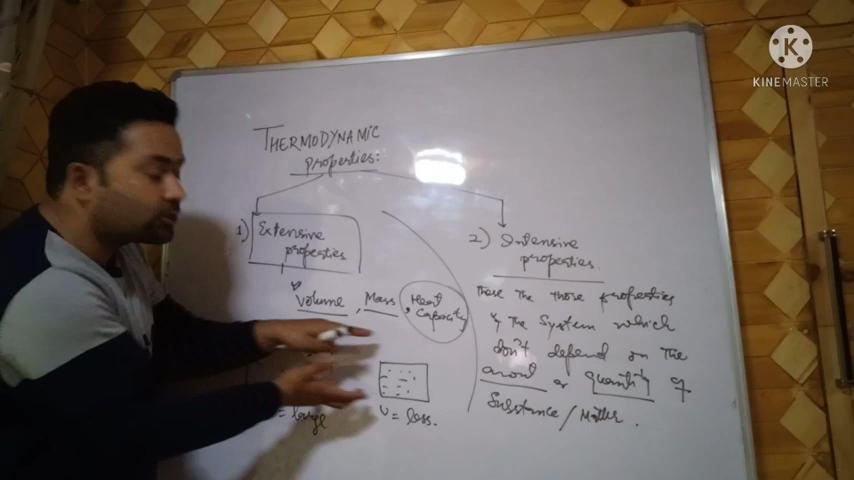 THERMODYNAMIC
properties:
1) Extensive
properties
Volume, Mass, Heat
Capacity
= large
V = less.
2) Intensive
properties.
These the those properties
of the System which
don't depend on the
amount or Quantity of
Substance/Matter.
K
KINEMASTER